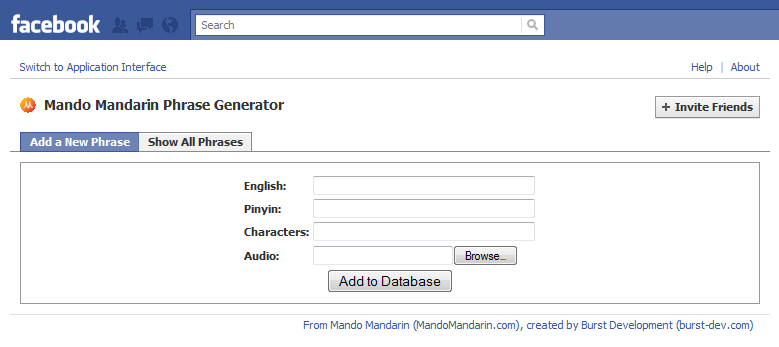 facebook Search
Switch to Application Interface Help | About
Mando Mandarin Phrase Generator + Invite Friends
Add a New Phrase Show All Phrases
English:
Pinyin:
Characters:
Audio: Browse...
Add to Database
From Mando Mandarin (MandoMandarin.com), created by Burst Development (burst-dev.com)